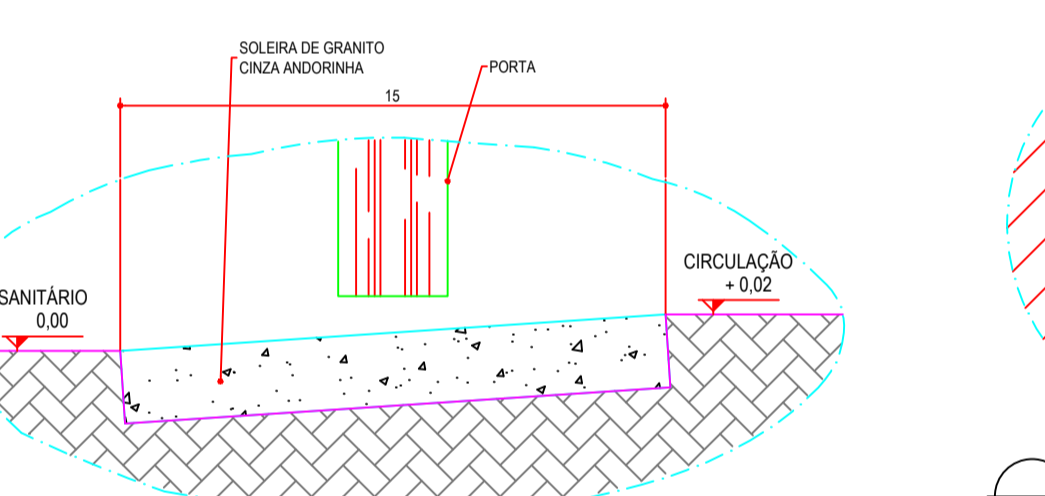 SOLEIRA DE GRANITO
CINZA ANDORINHA
PORTA
15
CIRCULAÇÃO
+ 0,02
SANITÁRIO
0,00